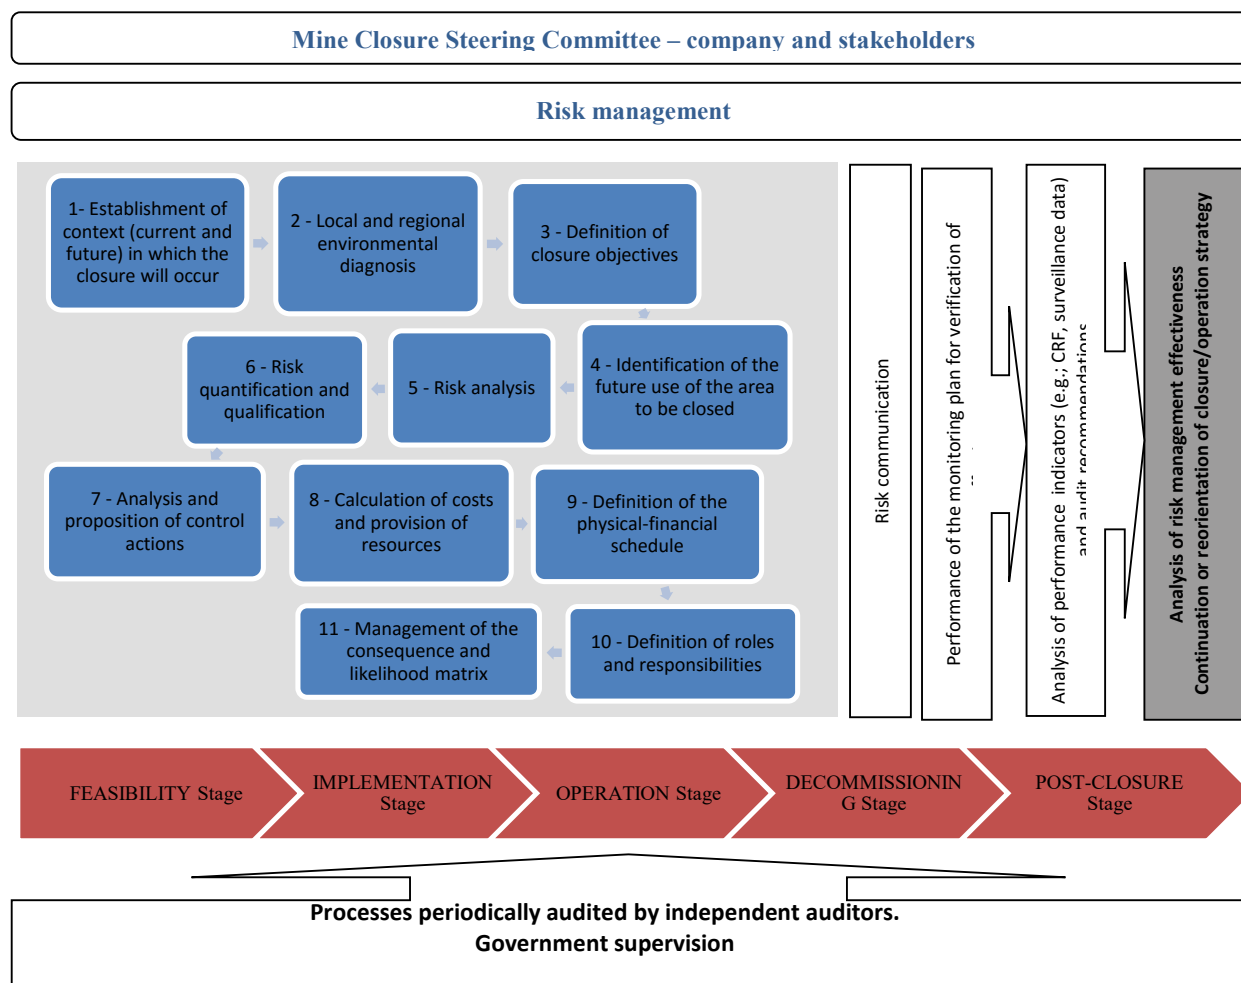 Mine Closure Steering Committee – company and stakeholders
Risk management
1- Establishment of
context (current and
future) in which the
closure will occur
2 - Local and regional
environmental
diagnosis
3 - Definition of
closure objectives
4 - Identification of the
future use of the area
to be closed
5 - Risk analysis
6 - Risk
quantification and
qualification
7 - Analysis and
proposition of control
actions
8 - Calculation of costs
and provision of
resources
9 - Definition of the
physical-financial
schedule
10 - Definition of roles
and responsibilities
11 - Management of the
consequence and
likelihood matrix
Risk communication
Performance of the monitoring plan for verification of
Analysis of performance indicators (e.g.; CRF, surveillance data)
and audit recommendations
Analysis of risk management effectiveness
Continuation or reorientation of closure/operation strategy
FEASIBILITY Stage
IMPLEMENTATION
Stage
OPERATION Stage
DECOMMISSIONIN
G Stage
POST-CLOSURE
Stage
Processes periodically audited by independent auditors.
Government supervision